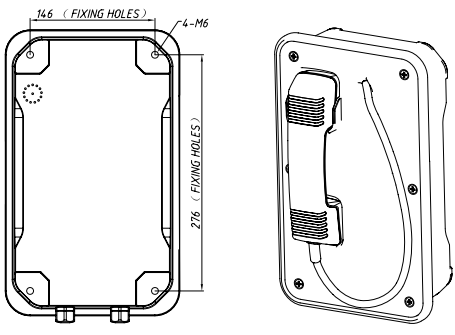 146 ( FIXING HOLES )
4-M6
276 ( FIXING HOLES )